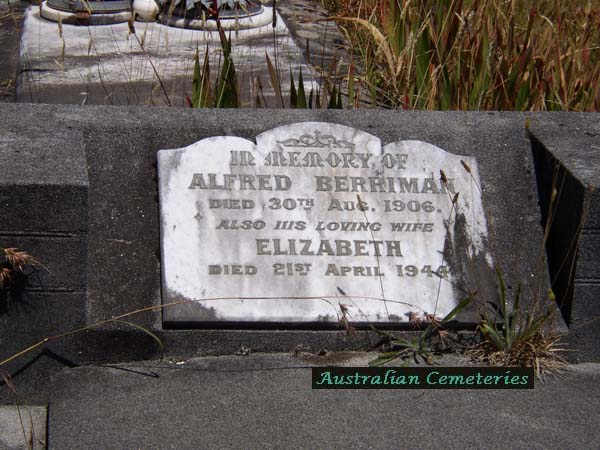 IN MEMORY OF
ALFRED BERRIMAN
DIED 30TH AUG. 1906.
ALSO HIS LOVING WIFE
ELIZABETH
DIED 21ST APRIL 1944
Australian Cemeteries